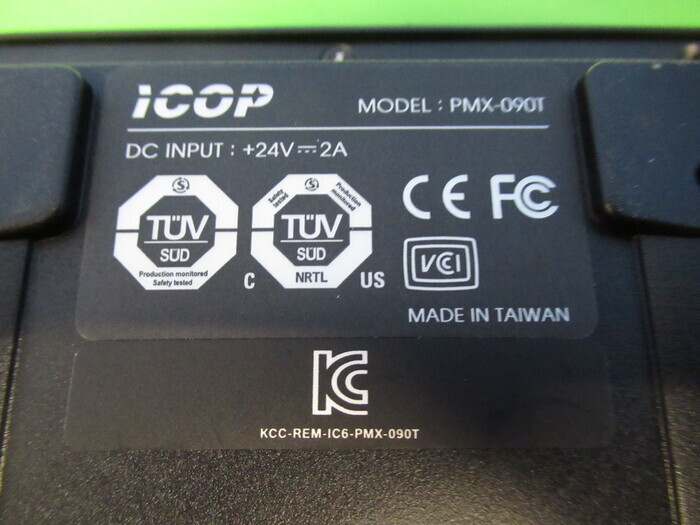 ICOP
MODEL : PMX-090T
DC INPUT : +24V⎓2A
TÜV
SÜD
Production monitored
Safety tested
Safety tested
Production monitored
TÜV
SÜD
NRTL
C US
CE FC
VCI
MADE IN TAIWAN
KC
KCC-REM-IC6-PMX-090T